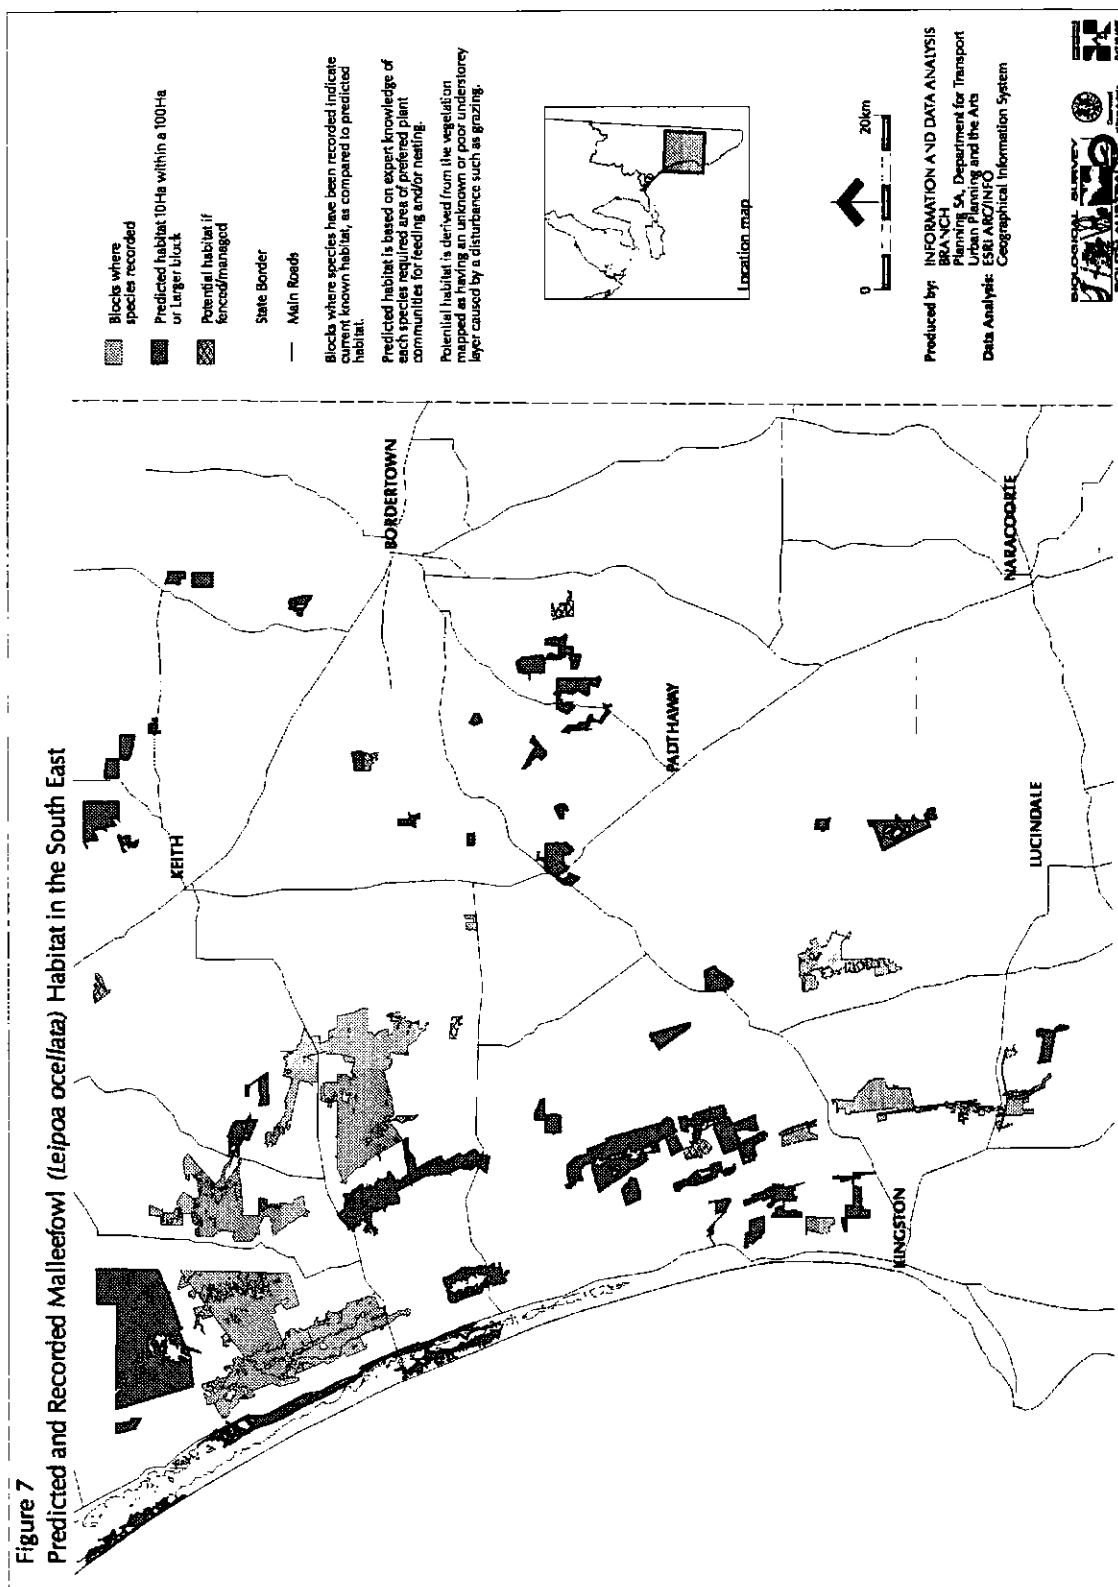 Figure 7
Predicted and Recorded Malleefowl (Leipoa ocellata) Habitat in the South East
KEITH
BORDERTOWN
PADTHAWAY
KINGSTON
LUCINDALE
NARACOORTE
Blocks where
species recorded
Predicted habitat 10Ha within a 100Ha
or Larger block
Potential habitat if
fenced/managed
State Border
Main Roads
Blocks where species have been recorded indicate
current known habitat, as compared to predicted
habitat.
Predicted habitat is based on expert knowledge of
each species required area of prefered plant
communities for feeding and/or nesting.
Potential habitat is derived from the vegetation
mapped as having an unknown or poor understorey
layer caused by a disturbance such as grazing.
Location map
0 20km
Produced by: INFORMATION AND DATA ANALYSIS
BRANCH
Planning SA, Department for Transport
Urban Planning and the Arts
Data Analysis: ESRI ARC/INFO
Geographical Information System
BIOLOGICAL SURVEY